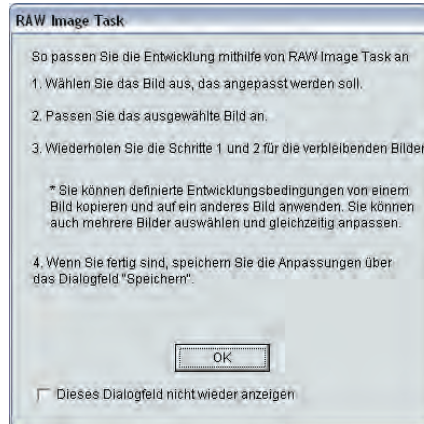 RAW Image Task
So passen Sie die Entwicklung mithilfe von RAW Image Task an
1. Wählen Sie das Bild aus, das angepasst werden soll.
2. Passen Sie das ausgewählte Bild an.
3. Wiederholen Sie die Schritte 1 und 2 für die verbleibenden Bilder
* Sie können definierte Entwicklungsbedingungen von einem
Bild kopieren und auf ein anderes Bild anwenden. Sie können
auch mehrere Bilder auswählen und gleichzeitig anpassen.
4. Wenn Sie fertig sind, speichern Sie die Anpassungen über
das Dialogfeld "Speichern".
OK
Dieses Dialogfeld nicht wieder anzeigen